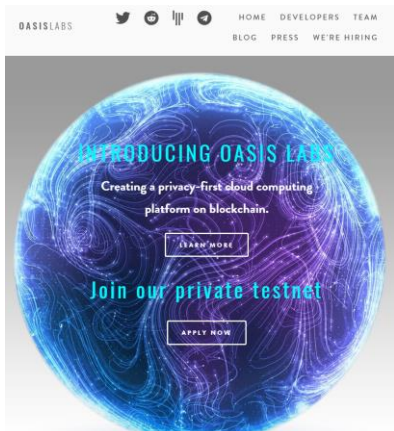 OASISLABS
HOME DEVELOPERS TEAM
BLOG PRESS WE'RE HIRING
INTRODUCING OASIS LABS
Creating a privacy-first cloud computing
platform on blockchain.
LEARN MORE
Join our private testnet
APPLY NOW